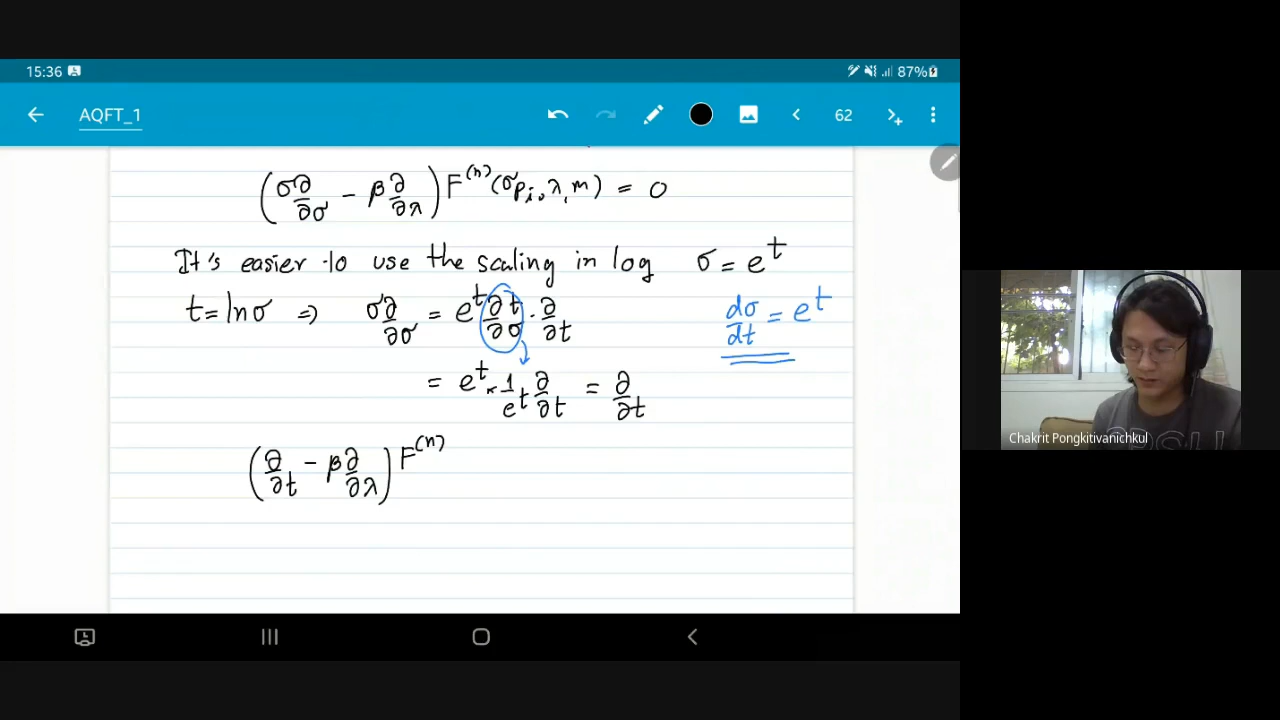 15:36 87%
AQFT_1 62
(σ∂/∂σ - β∂/∂λ) F^(n)(σp_i, λ, m) = 0
It's easier to use the scaling in log σ = e^t
t = ln σ ⇒ σ∂/∂σ = e^t ∂t/∂σ · ∂/∂t dσ/dt = e^t
= e^t × 1/e^t ∂/∂t = ∂/∂t
(∂/∂t - β∂/∂λ) F^(n)
Chakrit Pongkitivanichkul